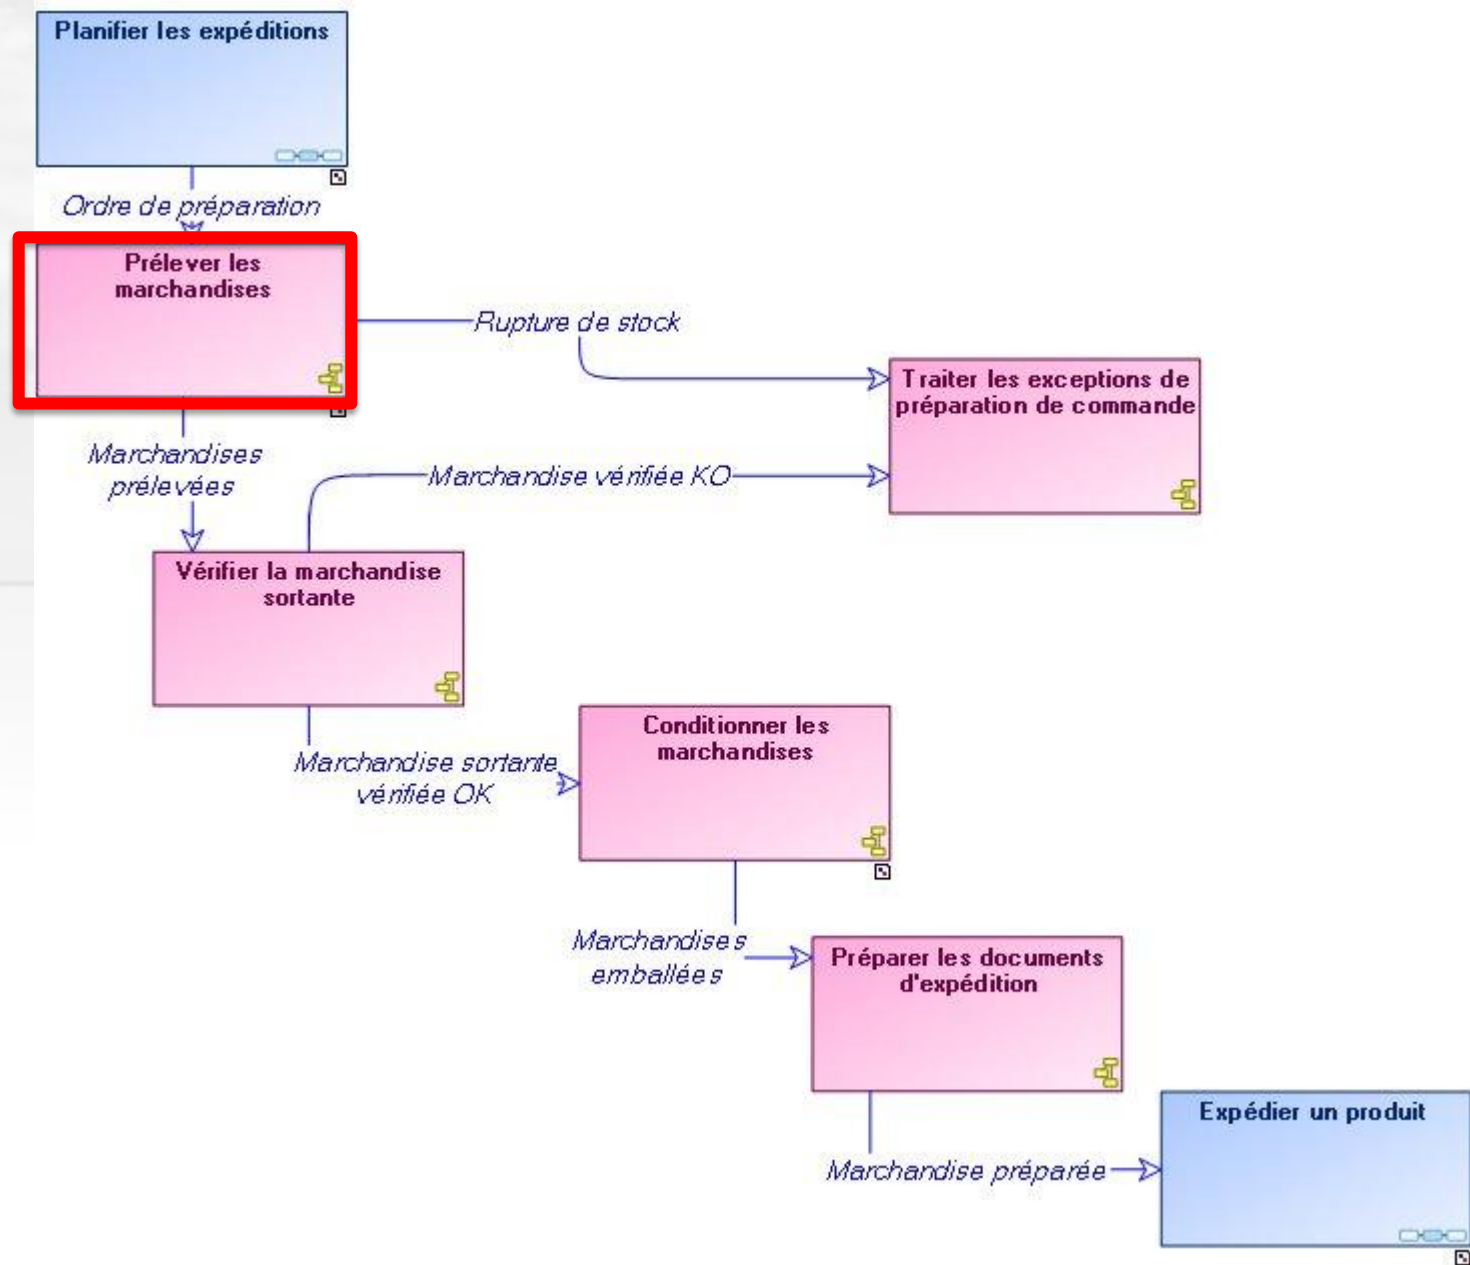 Planifier les expéditions
Ordre de préparation
Prélever les
marchandises
Rupture de stock
Traiter les exceptions de
préparation de commande
Marchandises
prélevées
Marchandise vérifiée KO
Vérifier la marchandise
sortante
Marchandise sortante
vérifiée OK
Conditionner les
marchandises
Marchandises
emballées
Préparer les documents
d'expédition
Expédier un produit
Marchandise préparée